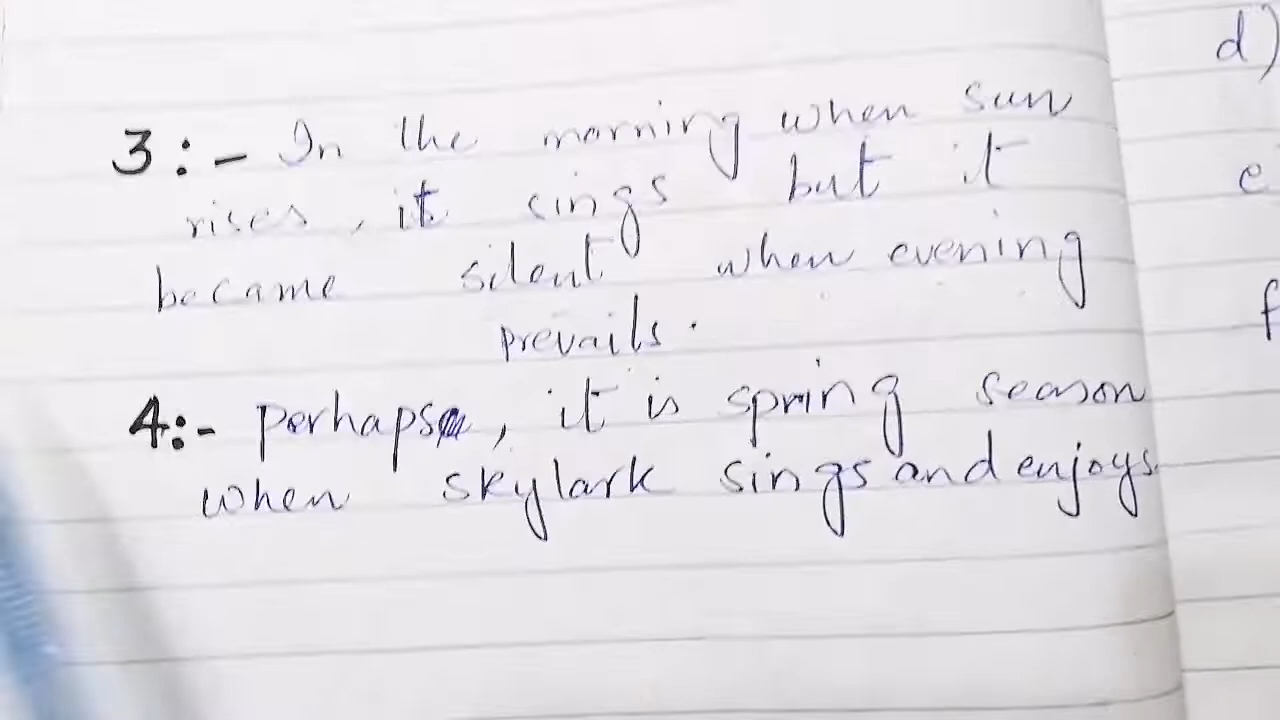 3:- In the morning when sun
rises, it sings but it
became silent when evening
prevails.
4:- perhaps, it is spring season
when skylark sings and enjoys
d)
e
f